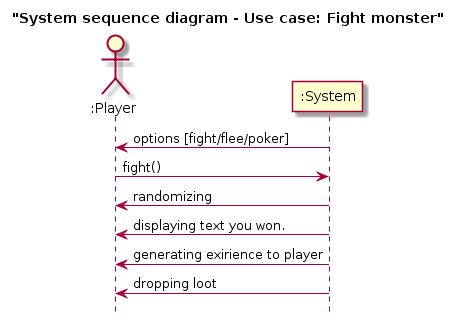 "System sequence diagram - Use case: Fight monster"
:Player
:System
options [fight/flee/poker]
fight()
randomizing
displaying text you won.
generating exirience to player
dropping loot